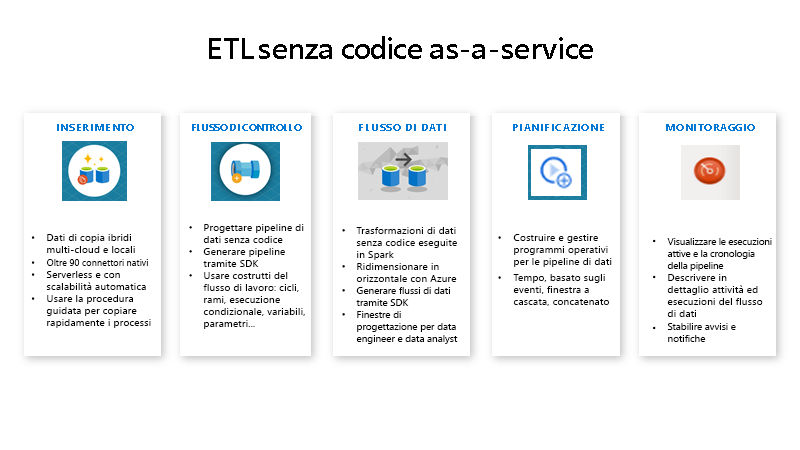 ETL senza codice as-a-service
INSERIMENTO
• Dati di copia ibridi
multi-cloud e locali
• Oltre 90 connettori nativi
• Serverless e con
scalabilità automatica
• Usare la procedura
guidata per copiare
rapidamente i processi
FLUSSO DI CONTROLLO
• Progettare pipeline di
dati senza codice
• Generare pipeline
tramite SDK
• Usare costrutti del
flusso di lavoro: cicli,
rami, esecuzione
condizionale, variabili,
parametri...
FLUSSO DI DATI
• Trasformazioni di dati
senza codice eseguite
in Spark
• Ridimensionare in
orizzontale con Azure
• Generare flussi di dati
tramite SDK
• Finestre di
progettazione per data
engineer e data analyst
PIANIFICAZIONE
• Costruire e gestire
programmi operativi
per le pipeline di dati
• Tempo, basato sugli
eventi, finestra a
cascata, concatenato
MONITORAGGIO
• Visualizzare le esecuzioni
attive e la cronologia
della pipeline
• Descrivere in
dettaglio attività ed
esecuzioni del flusso
di dati
• Stabilire avvisi e
notifiche